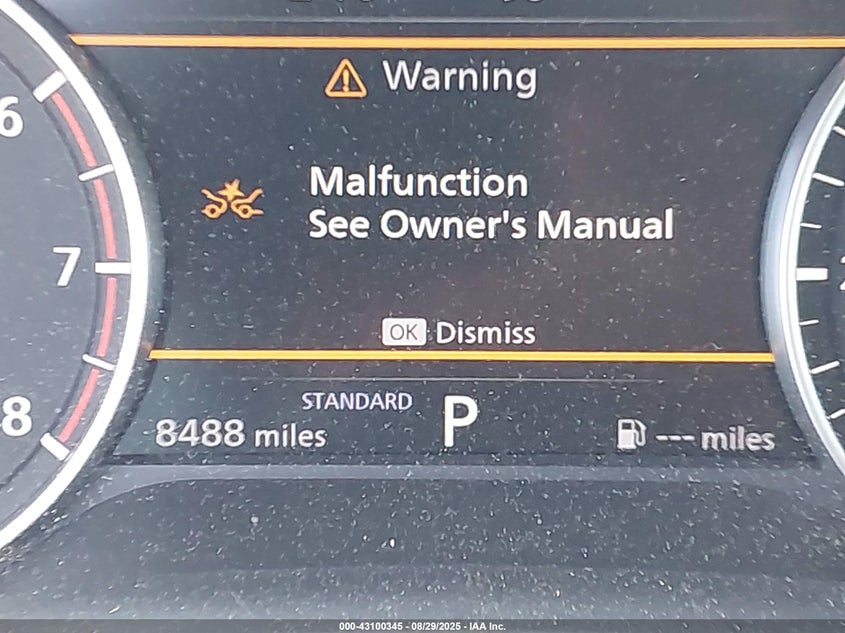 Warning
6
Malfunction
See Owner's Manual
7
OK Dismiss
STANDARD
8 8488 miles P --- miles
000-43100345 - 08/29/2025 - IAA Inc.